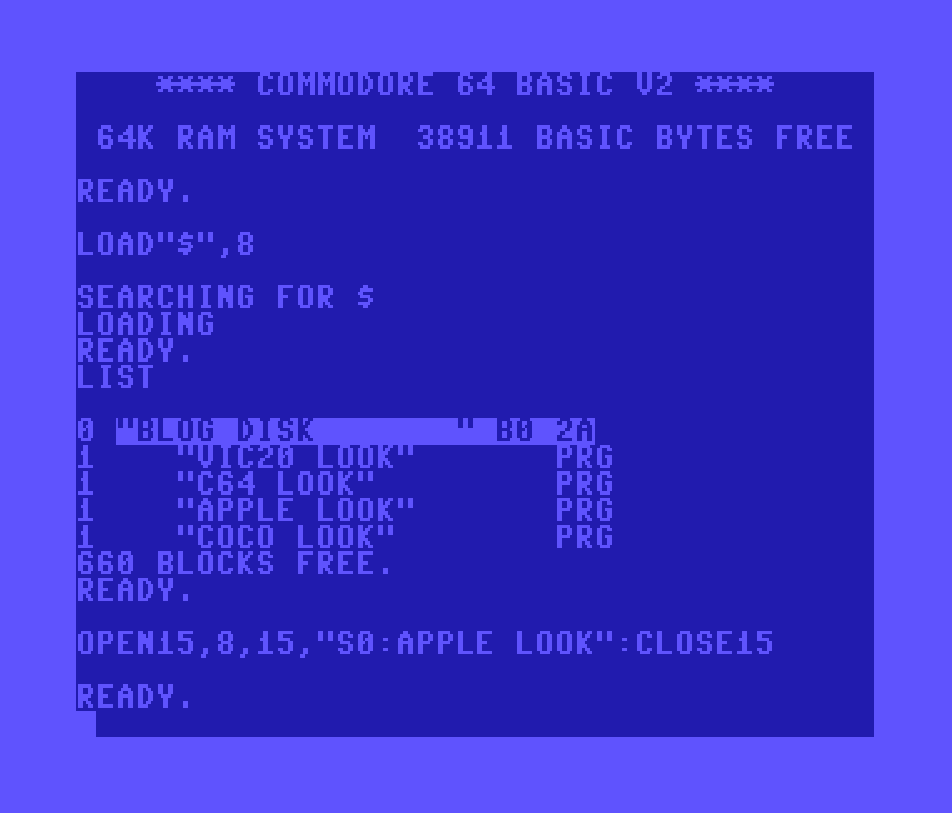 **** COMMODORE 64 BASIC V2 ****
64K RAM SYSTEM  38911 BASIC BYTES FREE
READY.
LOAD"$",8
SEARCHING FOR $
LOADING
READY.
LIST
0 "BLOG DISK       " B0 2A
1    "VIC20 LOOK"       PRG
1    "C64 LOOK"         PRG
1    "APPLE LOOK"       PRG
1    "COCO LOOK"        PRG
660 BLOCKS FREE.
READY.
OPEN15,8,15,"S0:APPLE LOOK":CLOSE15
READY.